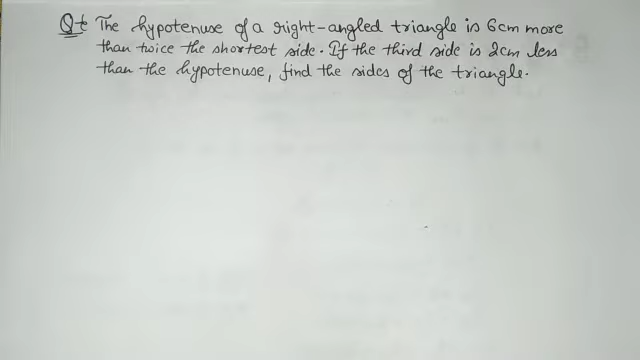 Q:- The hypotenuse of a right-angled triangle is 6cm more
than twice the shortest side. If the third side is 2cm less
than the hypotenuse, find the sides of the triangle.